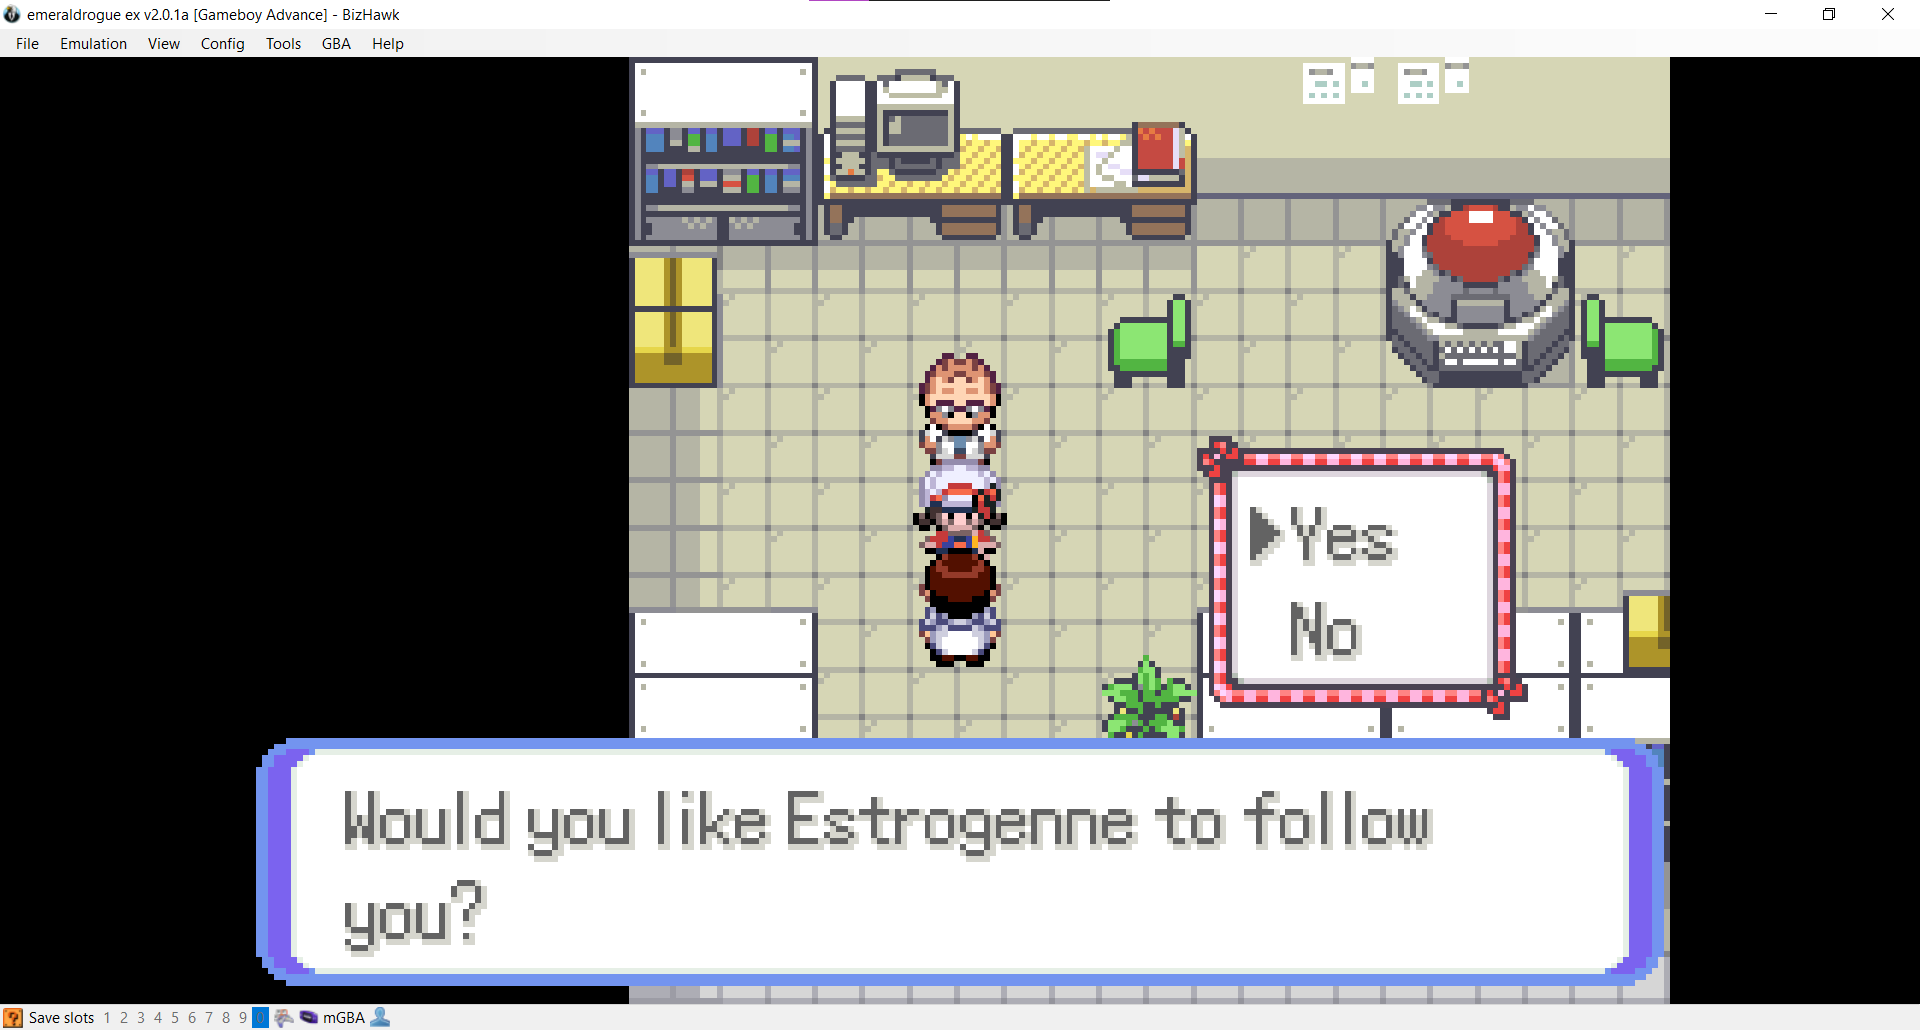 emeraldrogue ex v2.0.1a [Gameboy Advance] - BizHawk
File Emulation View Config Tools GBA Help
Yes
No
Would you like Estrogenne to follow
you?
Save slots 1 2 3 4 5 6 7 8 9 0 mGBA